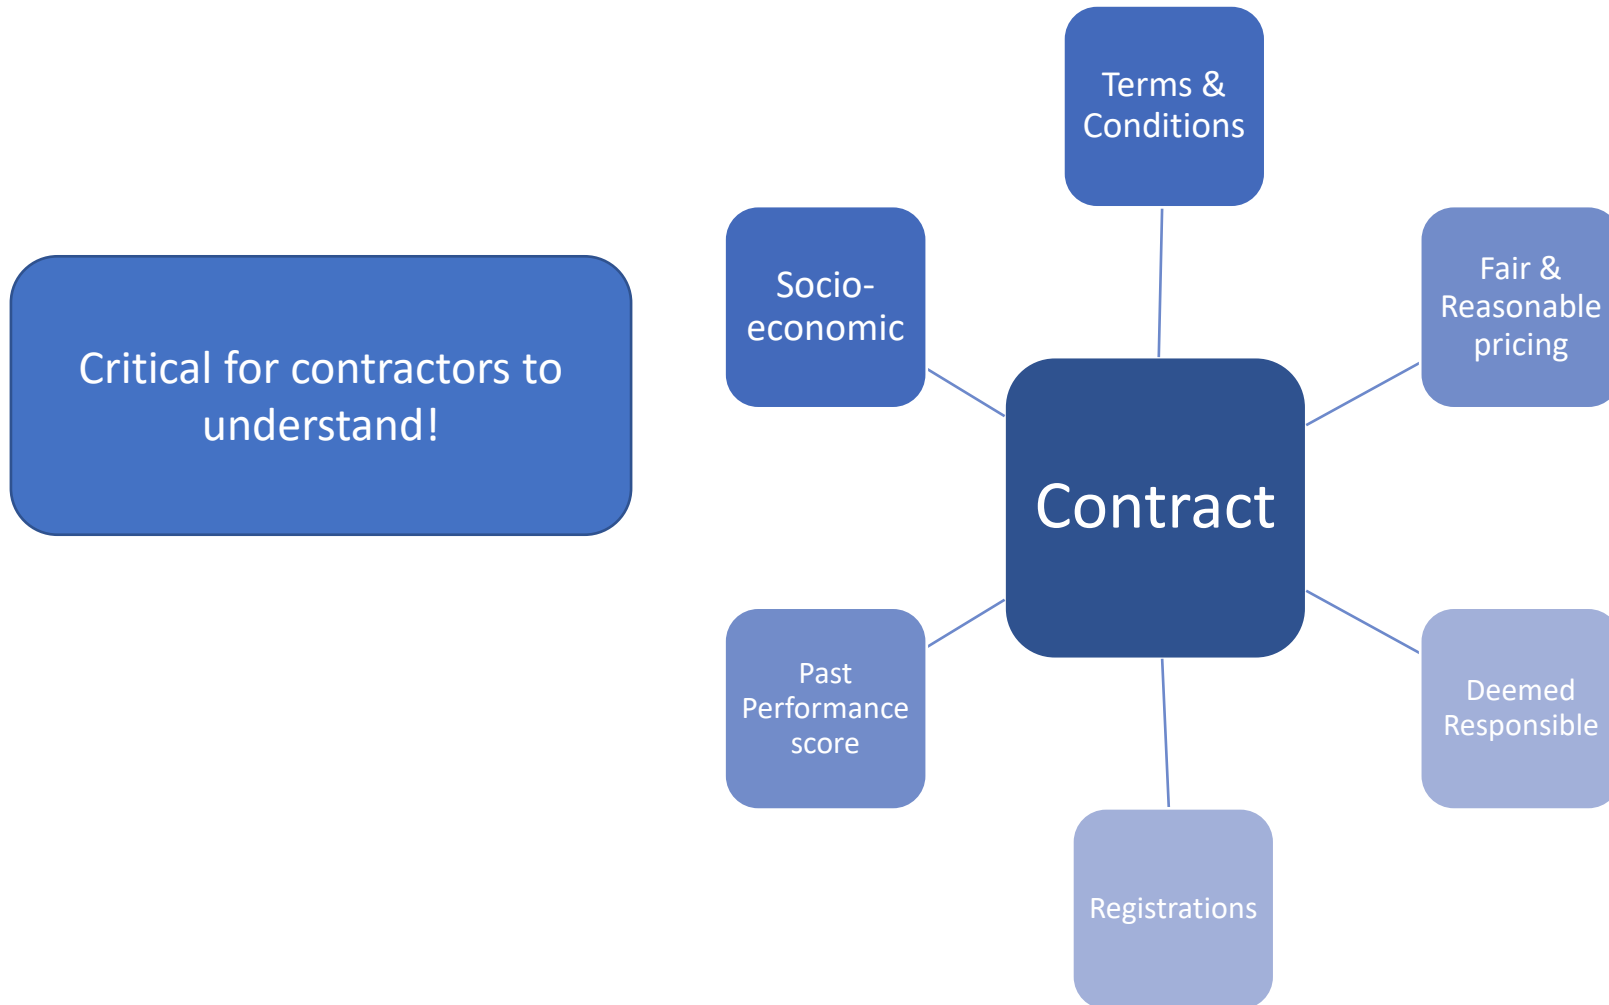 Critical for contractors to
understand!
Terms &
Conditions
Fair &
Reasonable
pricing
Deemed
Responsible
Registrations
Past
Performance
score
Socio-
economic
Contract